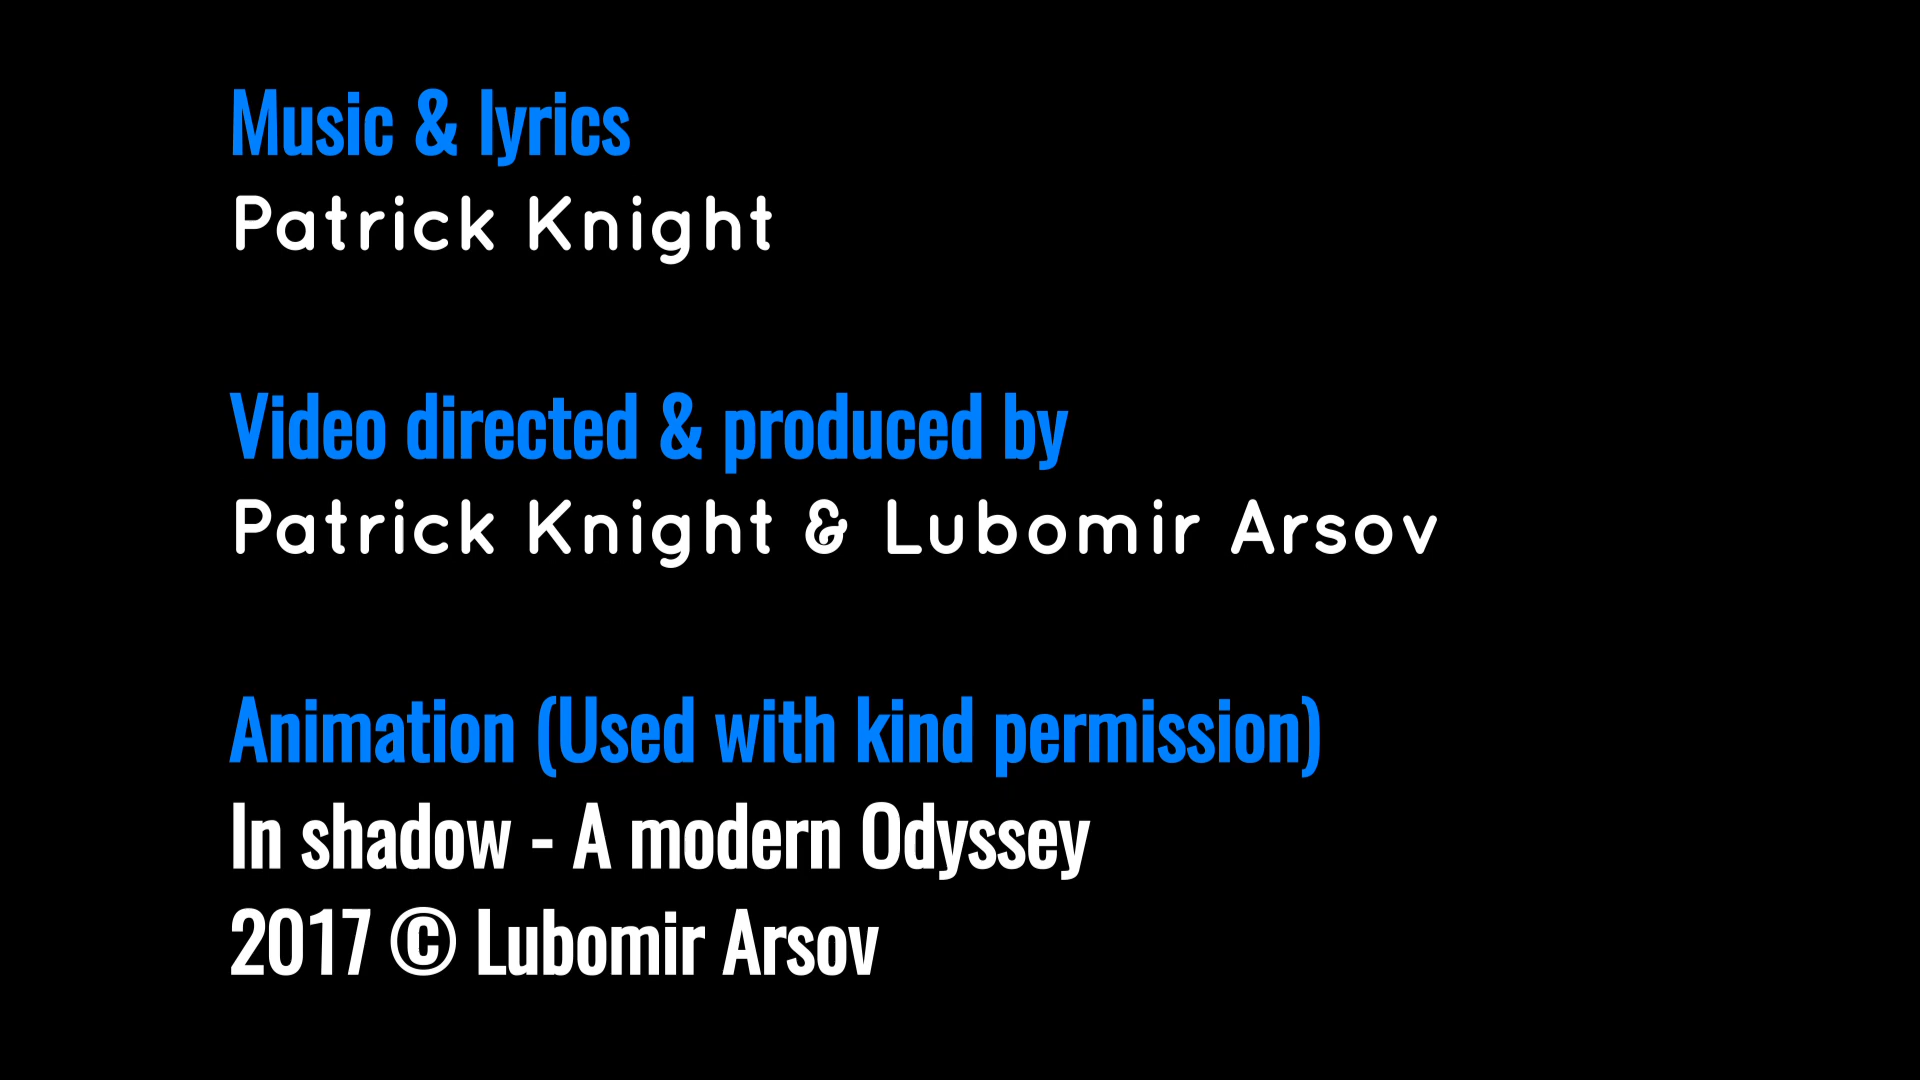 Music & lyrics
Patrick Knight
Video directed & produced by
Patrick Knight & Lubomir Arsov
Animation (Used with kind permission)
In shadow - A modern Odyssey
2017 © Lubomir Arsov